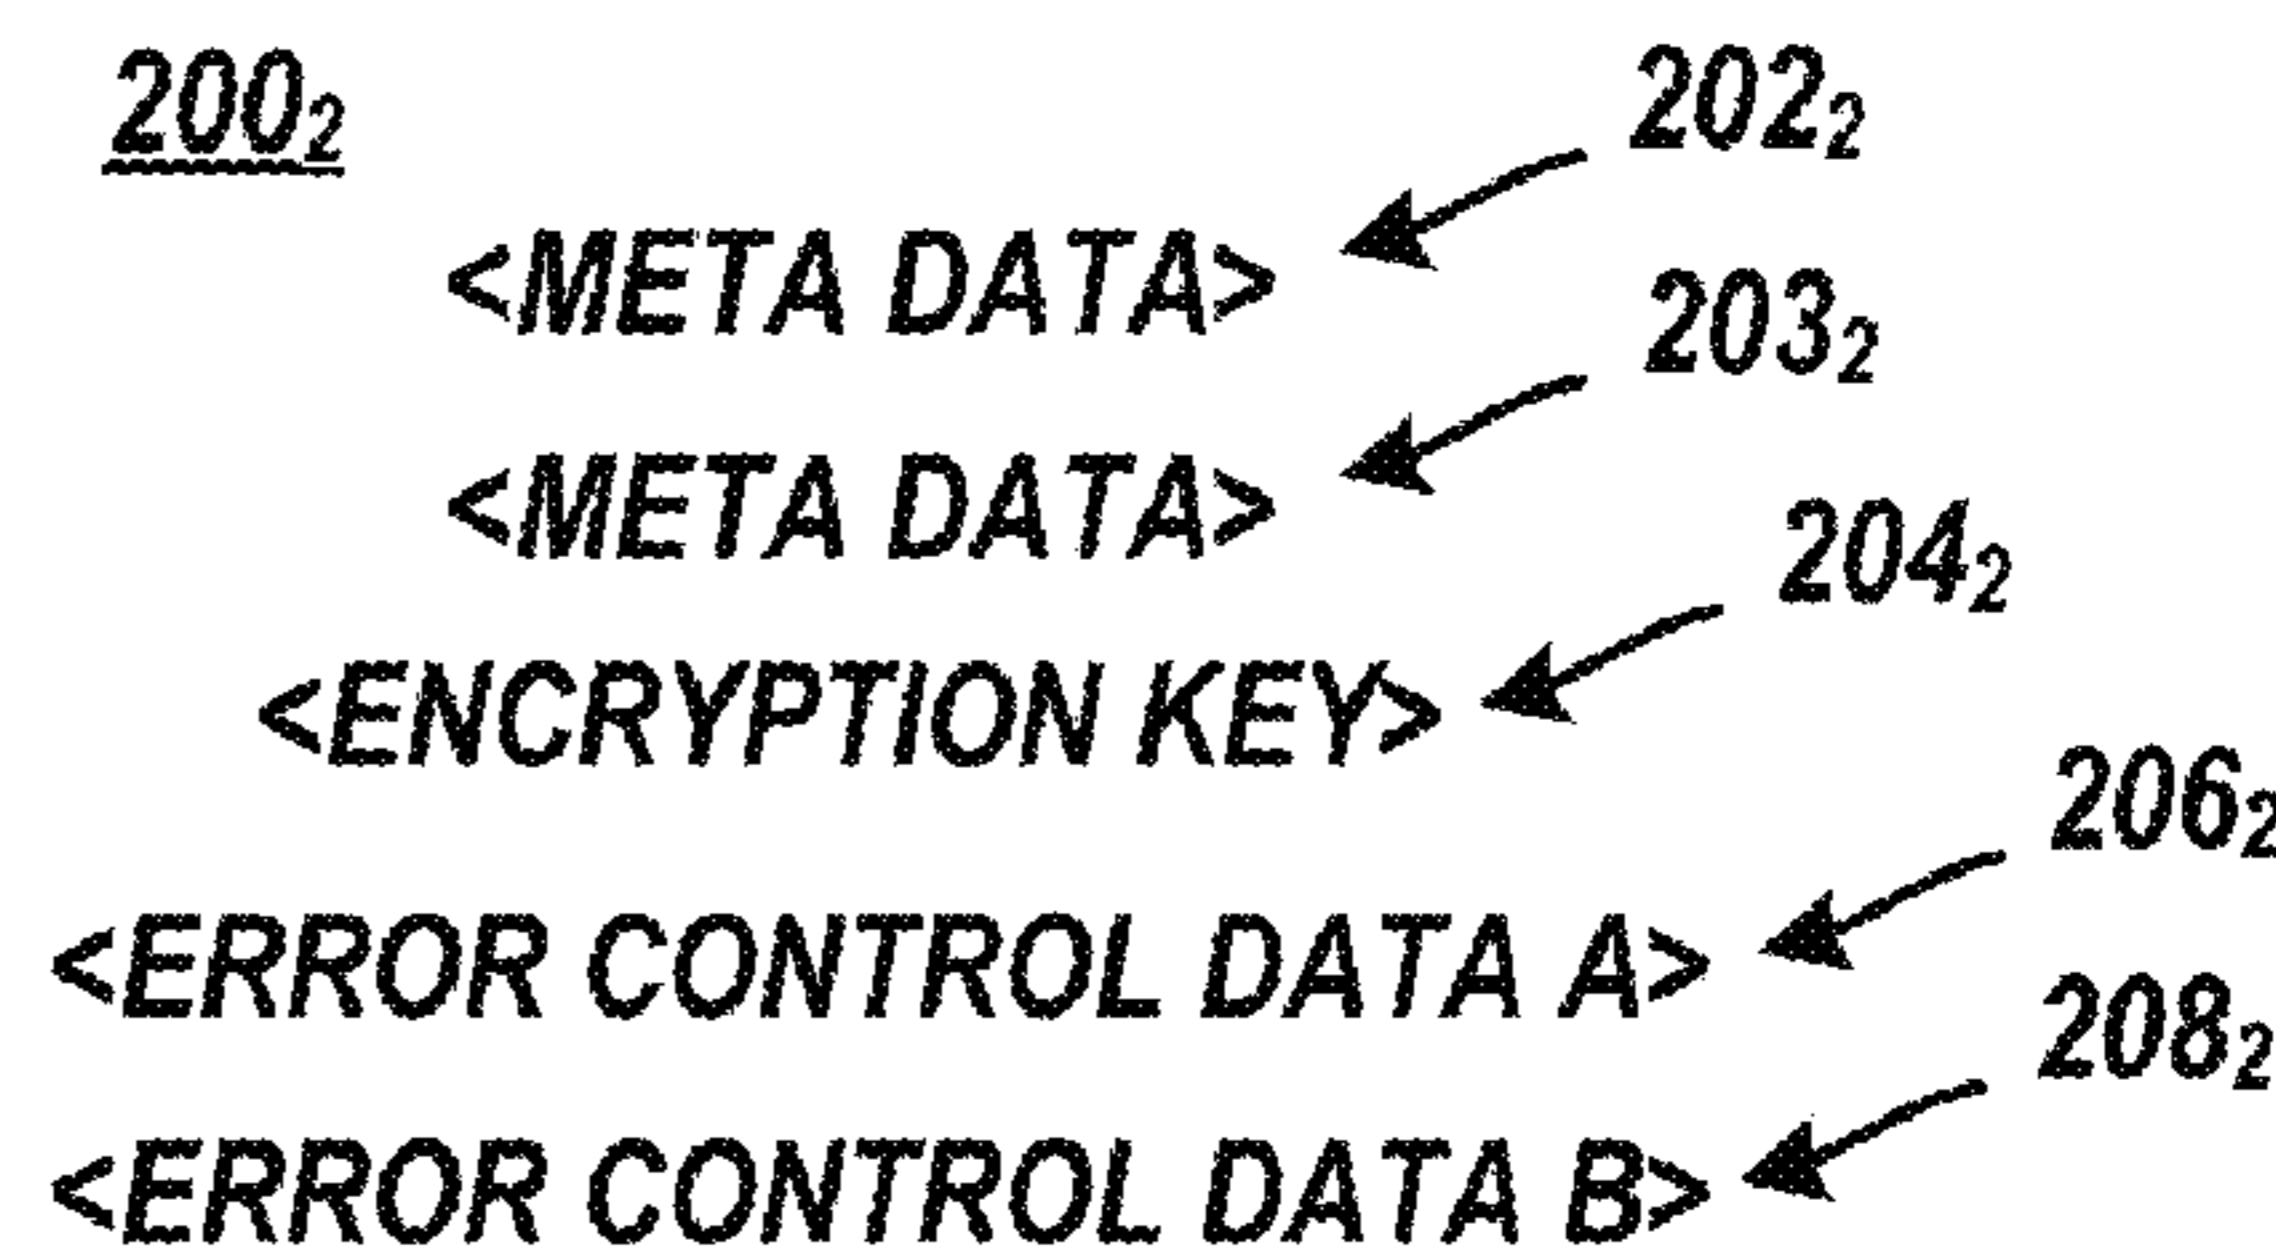 200₂
202₂
<META DATA>
203₂
<META DATA>
204₂
<ENCRYPTION KEY>
206₂
<ERROR CONTROL DATA A>
208₂
<ERROR CONTROL DATA B>